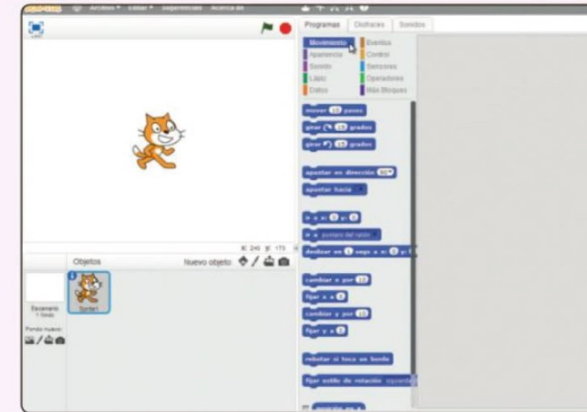 Archivo Editar Sugerencias Acerca de
Programas Disfraces Sonidos
Movimiento Eventos
Apariencia Control
Sonido Sensores
Lápiz Operadores
Datos Más Bloques
mover 10 pasos
girar 15 grados
girar 15 grados
apuntar en dirección 90
apuntar hacia
ir a x: 0 y: 0
ir a puntero del ratón
deslizar en 1 segs a x: 0 y:
cambiar x por 10
fijar x a 0
cambiar y por 10
fijar y a 0
rebotar si toca un borde
fijar estilo de rotación
X: 240 y: 173
Objetos Nuevo objeto
Escenario
1 fondo
Sprite1
Fondo nuevo: